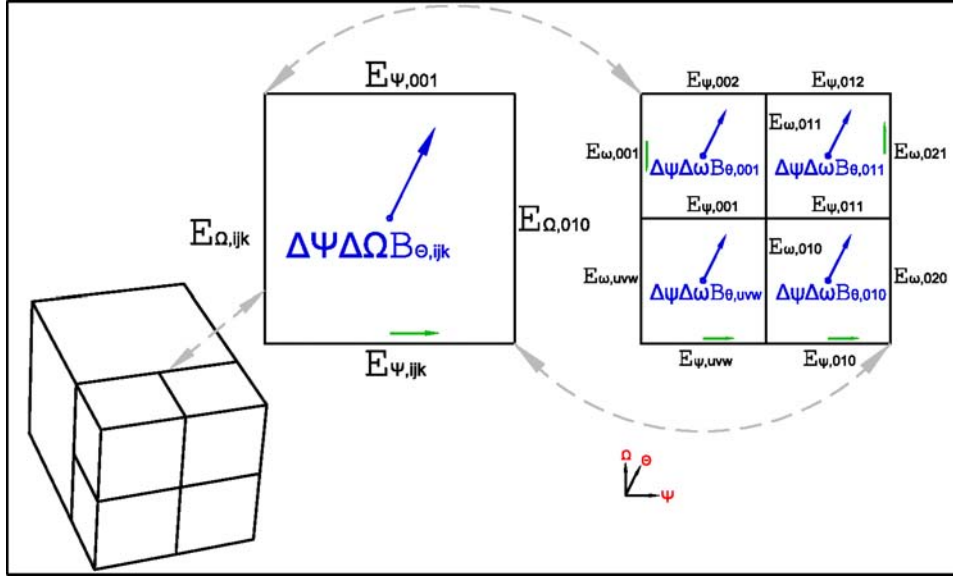 EΨ,001
EΩ,ijk
EΩ,010
ΔΨΔΩBΘ,ijk
EΨ,ijk
Eψ,002
Eψ,012
Eω,001
Eω,011
Eω,021
ΔψΔωBθ,001
ΔψΔωBθ,011
Eψ,001
Eψ,011
Eω,uvw
Eω,010
Eω,020
ΔψΔωBθ,uvw
ΔψΔωBθ,010
Eψ,uvw
Eψ,010
Ω
Θ
Ψ